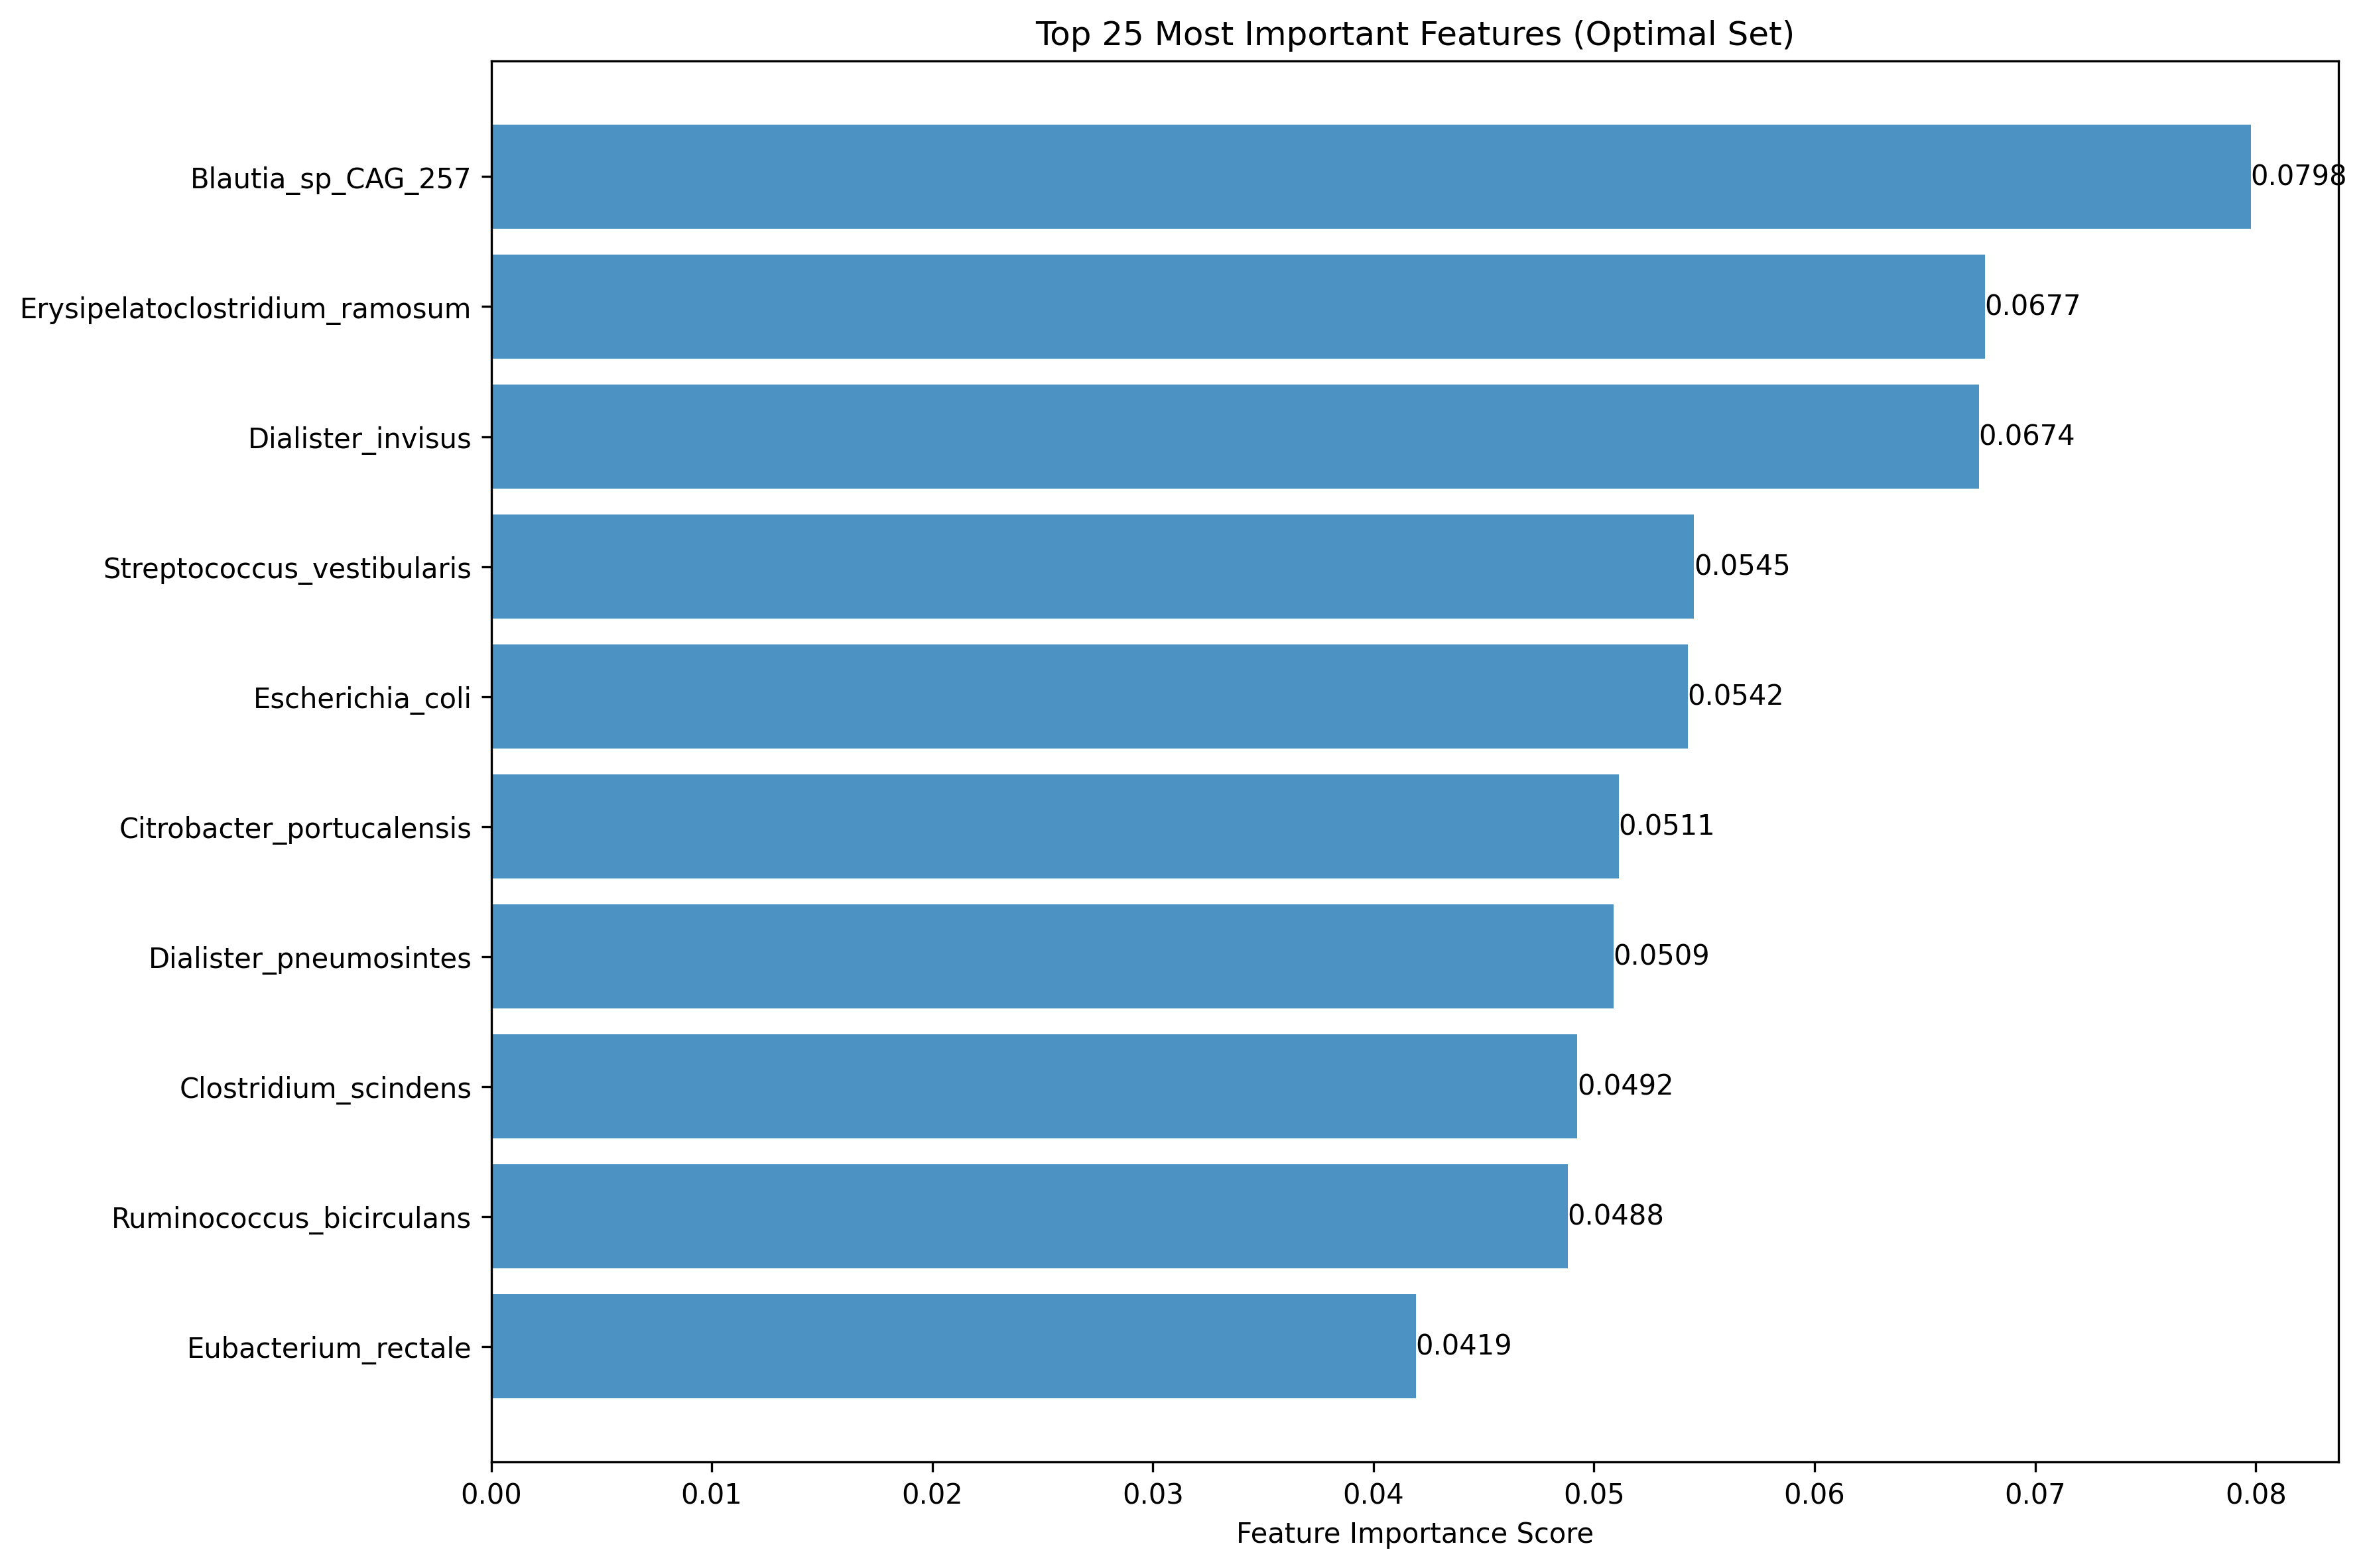 Top 25 Most Important Features (Optimal Set)
Blautia_sp_CAG_257 0.0798
Erysipelatoclostridium_ramosum 0.0677
Dialister_invisus 0.0674
Streptococcus_vestibularis 0.0545
Escherichia_coli 0.0542
Citrobacter_portucalensis 0.0511
Dialister_pneumosintes 0.0509
Clostridium_scindens 0.0492
Ruminococcus_bicirculans 0.0488
Eubacterium_rectale 0.0419
0.00 0.01 0.02 0.03 0.04 0.05 0.06 0.07 0.08
Feature Importance Score